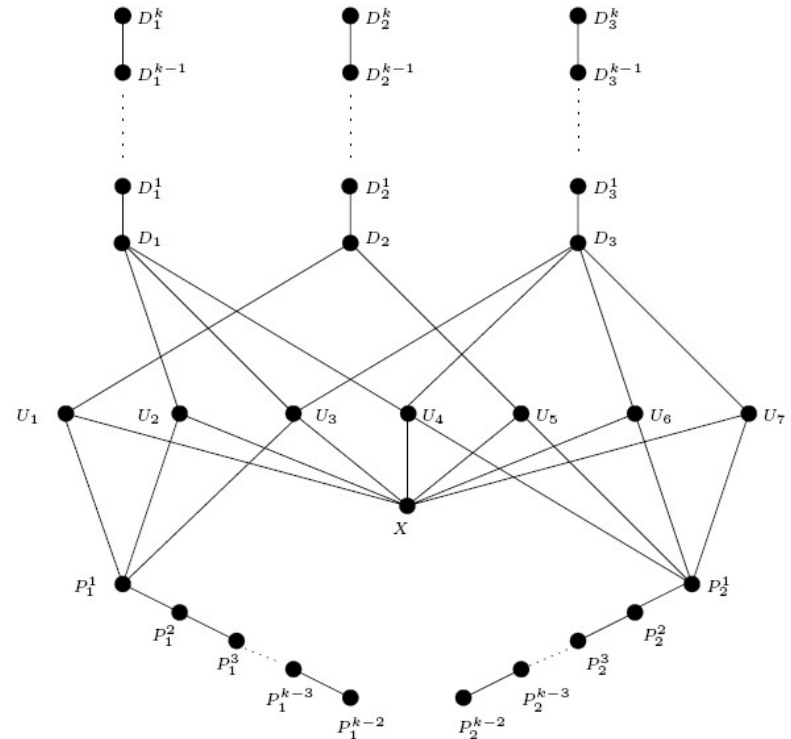 D_1^k D_2^k D_3^k
D_1^{k-1} D_2^{k-1} D_3^{k-1}
D_1^1 D_2^1 D_3^1
D_1 D_2 D_3
U_1 U_2 U_3 U_4 U_5 U_6 U_7
X
P_1^1 P_2^1
P_1^2 P_2^2
P_1^3 P_2^3
P_1^{k-3} P_2^{k-3}
P_1^{k-2} P_2^{k-2}